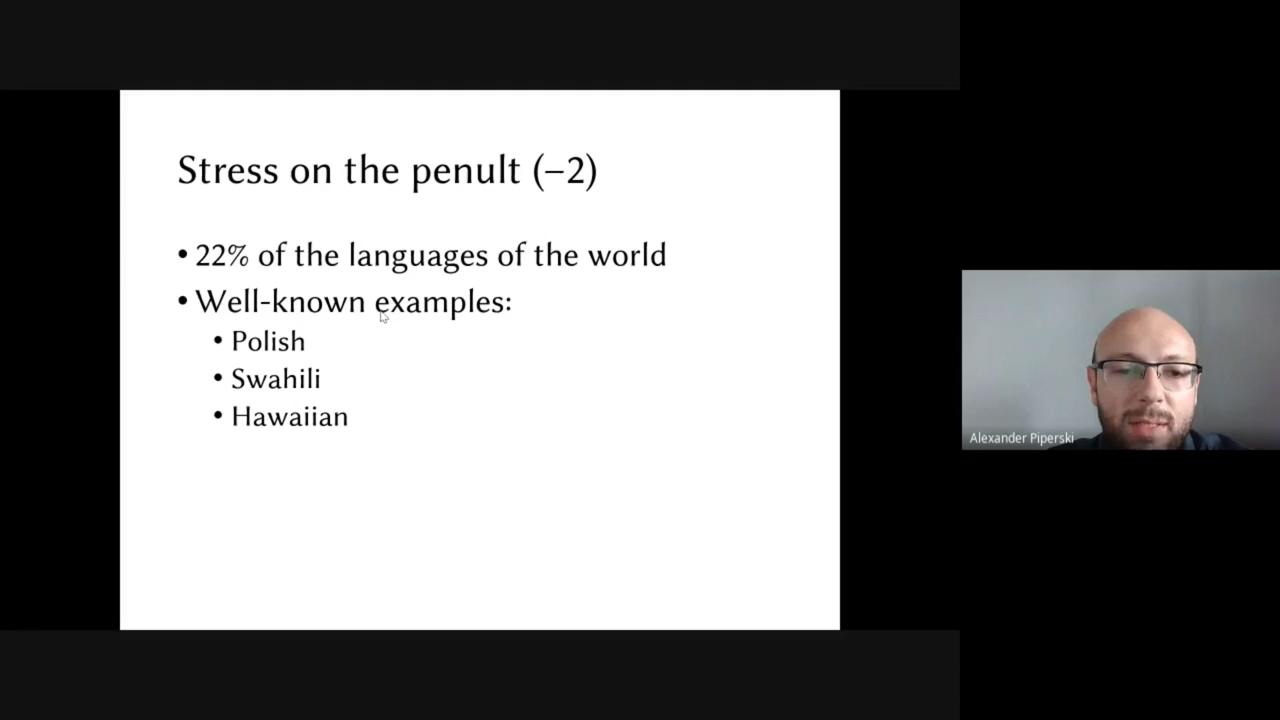 Stress on the penult (–2)
• 22% of the languages of the world
• Well-known examples:
• Polish
• Swahili
• Hawaiian
Alexander Piperski